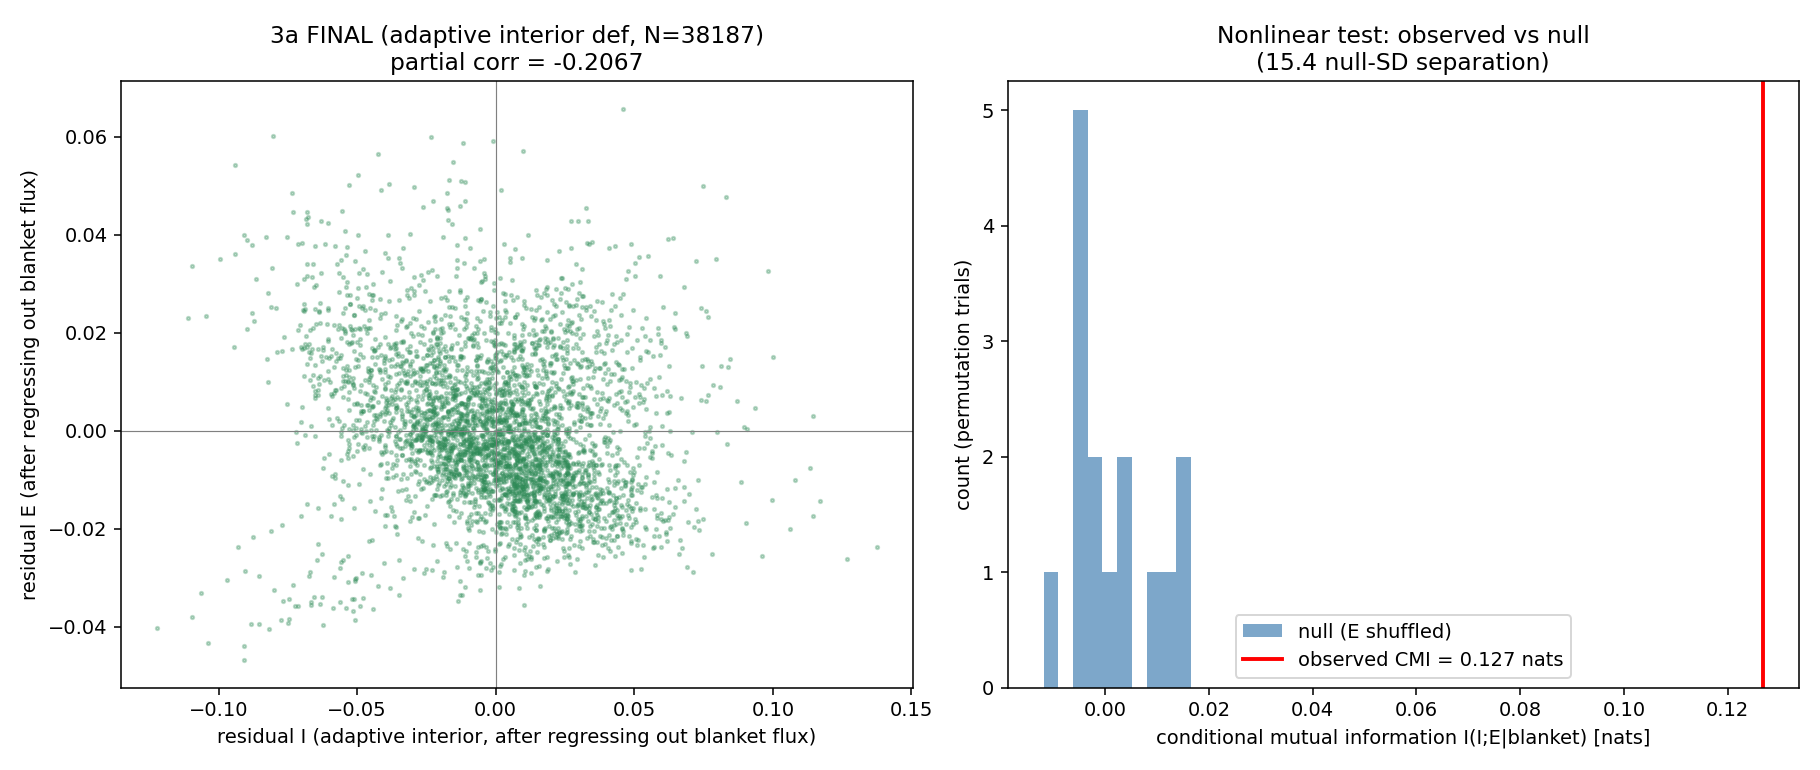 3a FINAL (adaptive interior def, N=38187)
partial corr = -0.2067
residual E (after regressing out blanket flux)
0.06
0.04
0.02
0.00
−0.02
−0.04
−0.10
−0.05
0.00
0.05
0.10
0.15
residual I (adaptive interior, after regressing out blanket flux)
Nonlinear test: observed vs null
(15.4 null-SD separation)
count (permutation trials)
5
4
3
2
1
0
null (E shuffled)
observed CMI = 0.127 nats
0.00
0.02
0.04
0.06
0.08
0.10
0.12
conditional mutual information I(I;E|blanket) [nats]